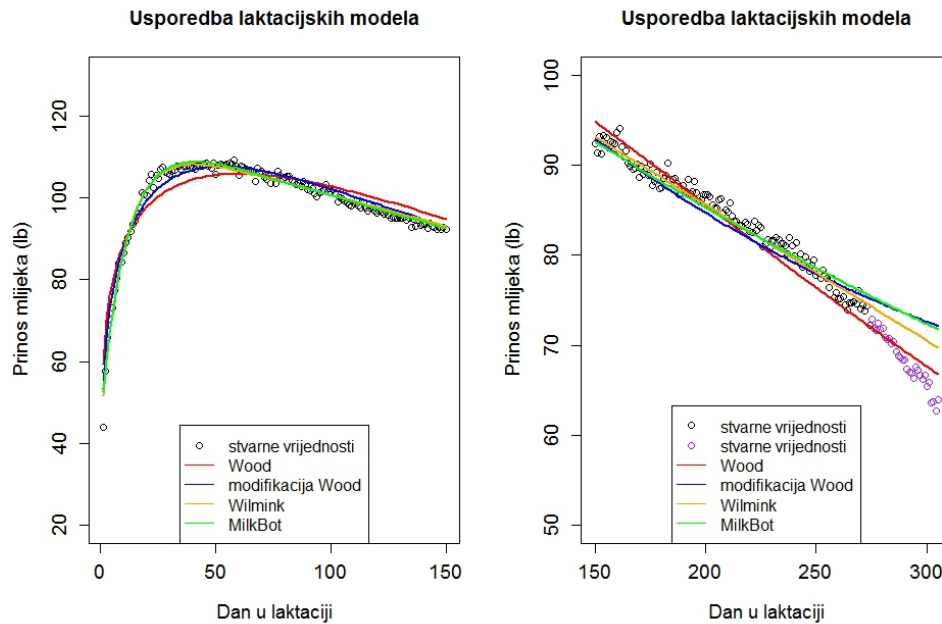 Usporedba laktacijskih modela
Prinos mlijeka (lb)
120
100
80
60
40
20
stvarne vrijednosti
Wood
modifikacija Wood
Wilmink
MilkBot
0 50 100 150
Dan u laktaciji
Usporedba laktacijskih modela
Prinos mlijeka (lb)
100
90
80
70
60
50
stvarne vrijednosti
stvarne vrijednosti
Wood
modifikacija Wood
Wilmink
MilkBot
150 200 250 300
Dan u laktaciji